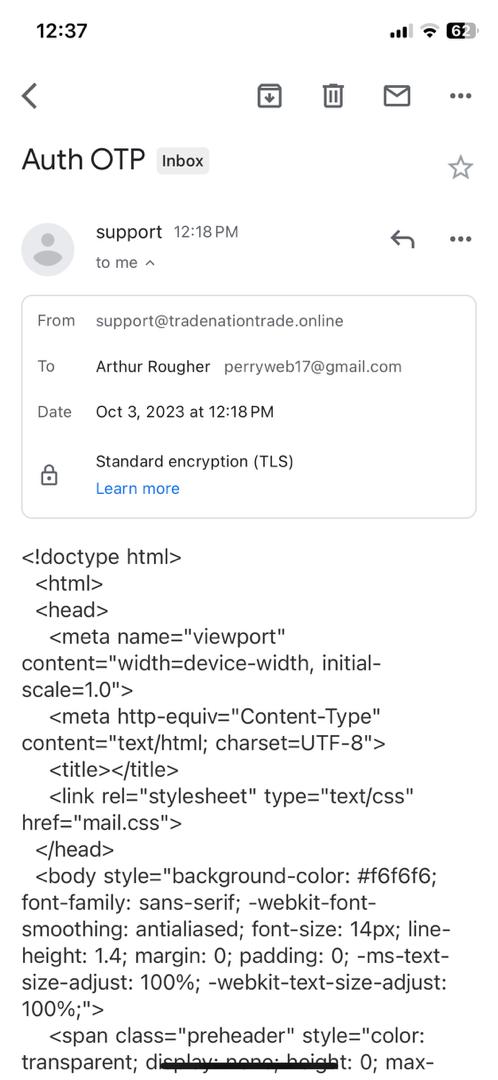 12:37
62
Auth OTP Inbox
support 12:18 PM
to me
From support@tradenationtrade.online
To Arthur Rougher perryweb17@gmail.com
Date Oct 3, 2023 at 12:18 PM
Standard encryption (TLS)
Learn more
<!doctype html>
<html>
<head>
<meta name="viewport"
content="width=device-width, initial-
scale=1.0">
<meta http-equiv="Content-Type"
content="text/html; charset=UTF-8">
<title></title>
<link rel="stylesheet" type="text/css"
href="mail.css">
</head>
<body style="background-color: #f6f6f6;
font-family: sans-serif; -webkit-font-
smoothing: antialiased; font-size: 14px; line-
height: 1.4; margin: 0; padding: 0; -ms-text-
size-adjust: 100%; -webkit-text-size-adjust:
100%;">
<span class="preheader" style="color:
transparent; display: none; height: 0; max-